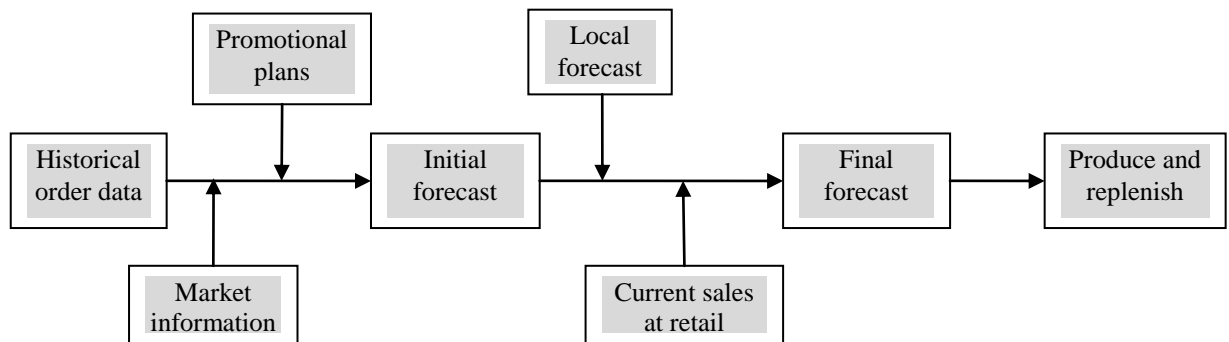 Promotional
plans
Local
forecast
Historical
order data
Initial
forecast
Final
forecast
Produce and
replenish
Market
information
Current sales
at retail